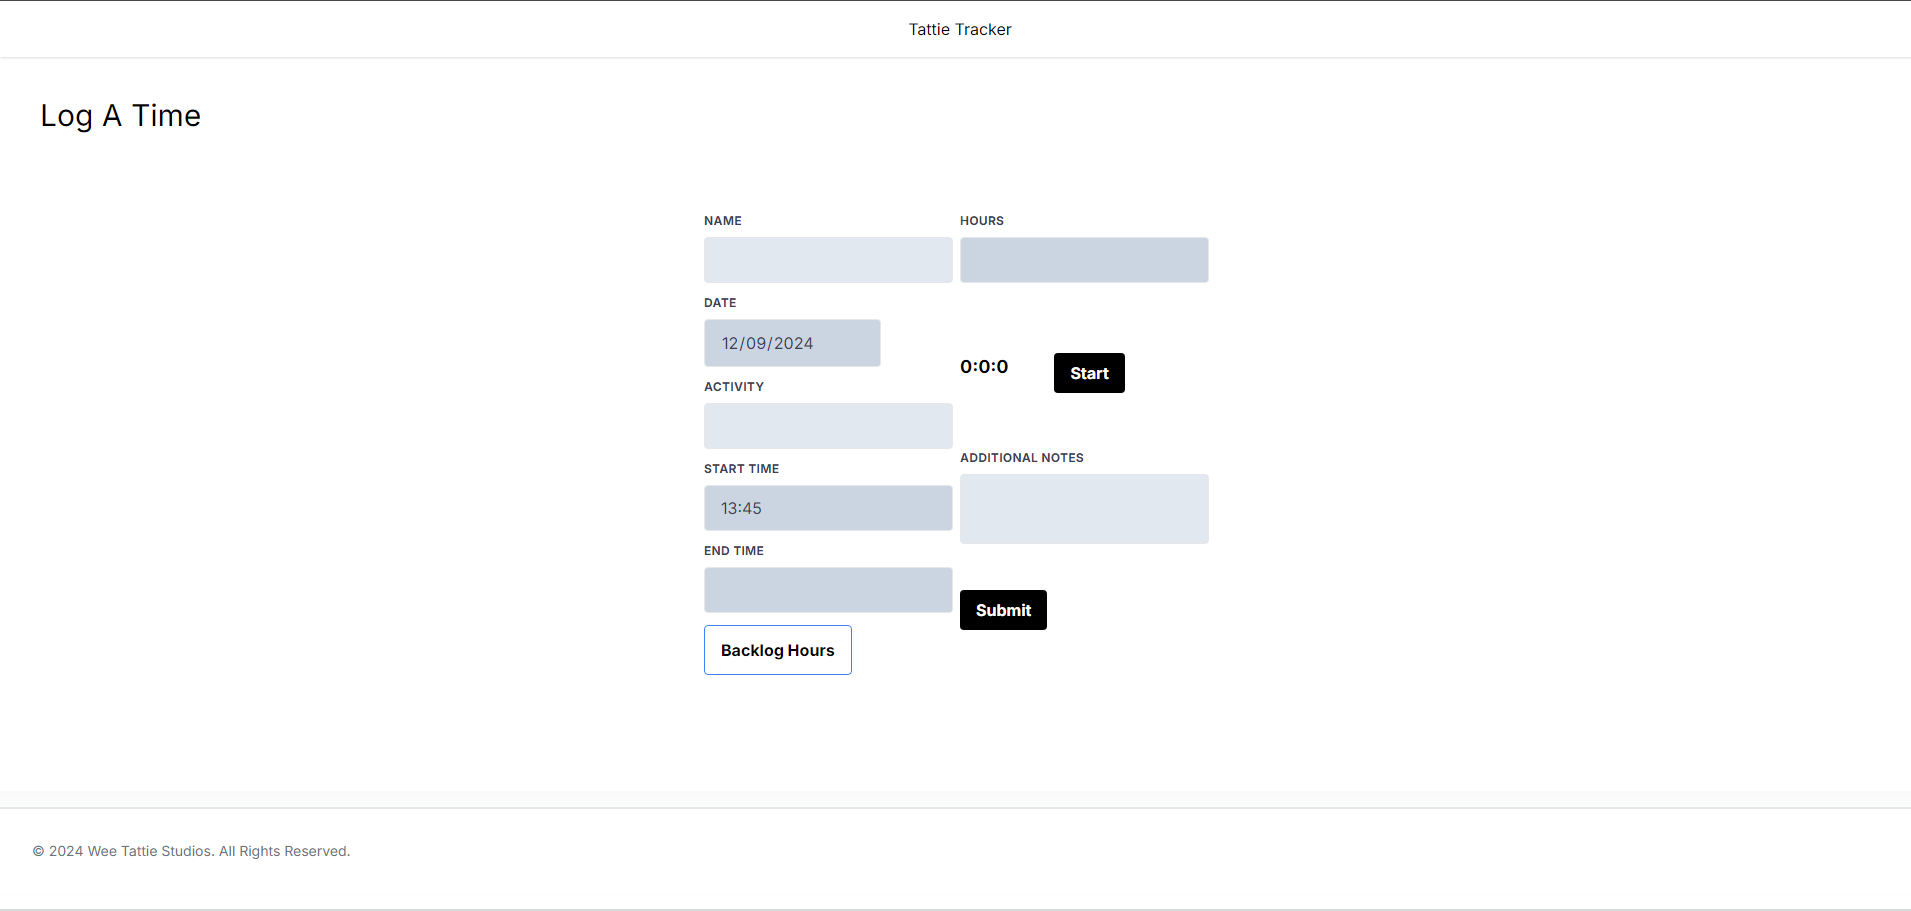 Tattie Tracker
Log A Time
NAME
HOURS
DATE
12/09/2024
0:0:0
Start
ACTIVITY
ADDITIONAL NOTES
START TIME
13:45
END TIME
Submit
Backlog Hours
© 2024 Wee Tattie Studios. All Rights Reserved.